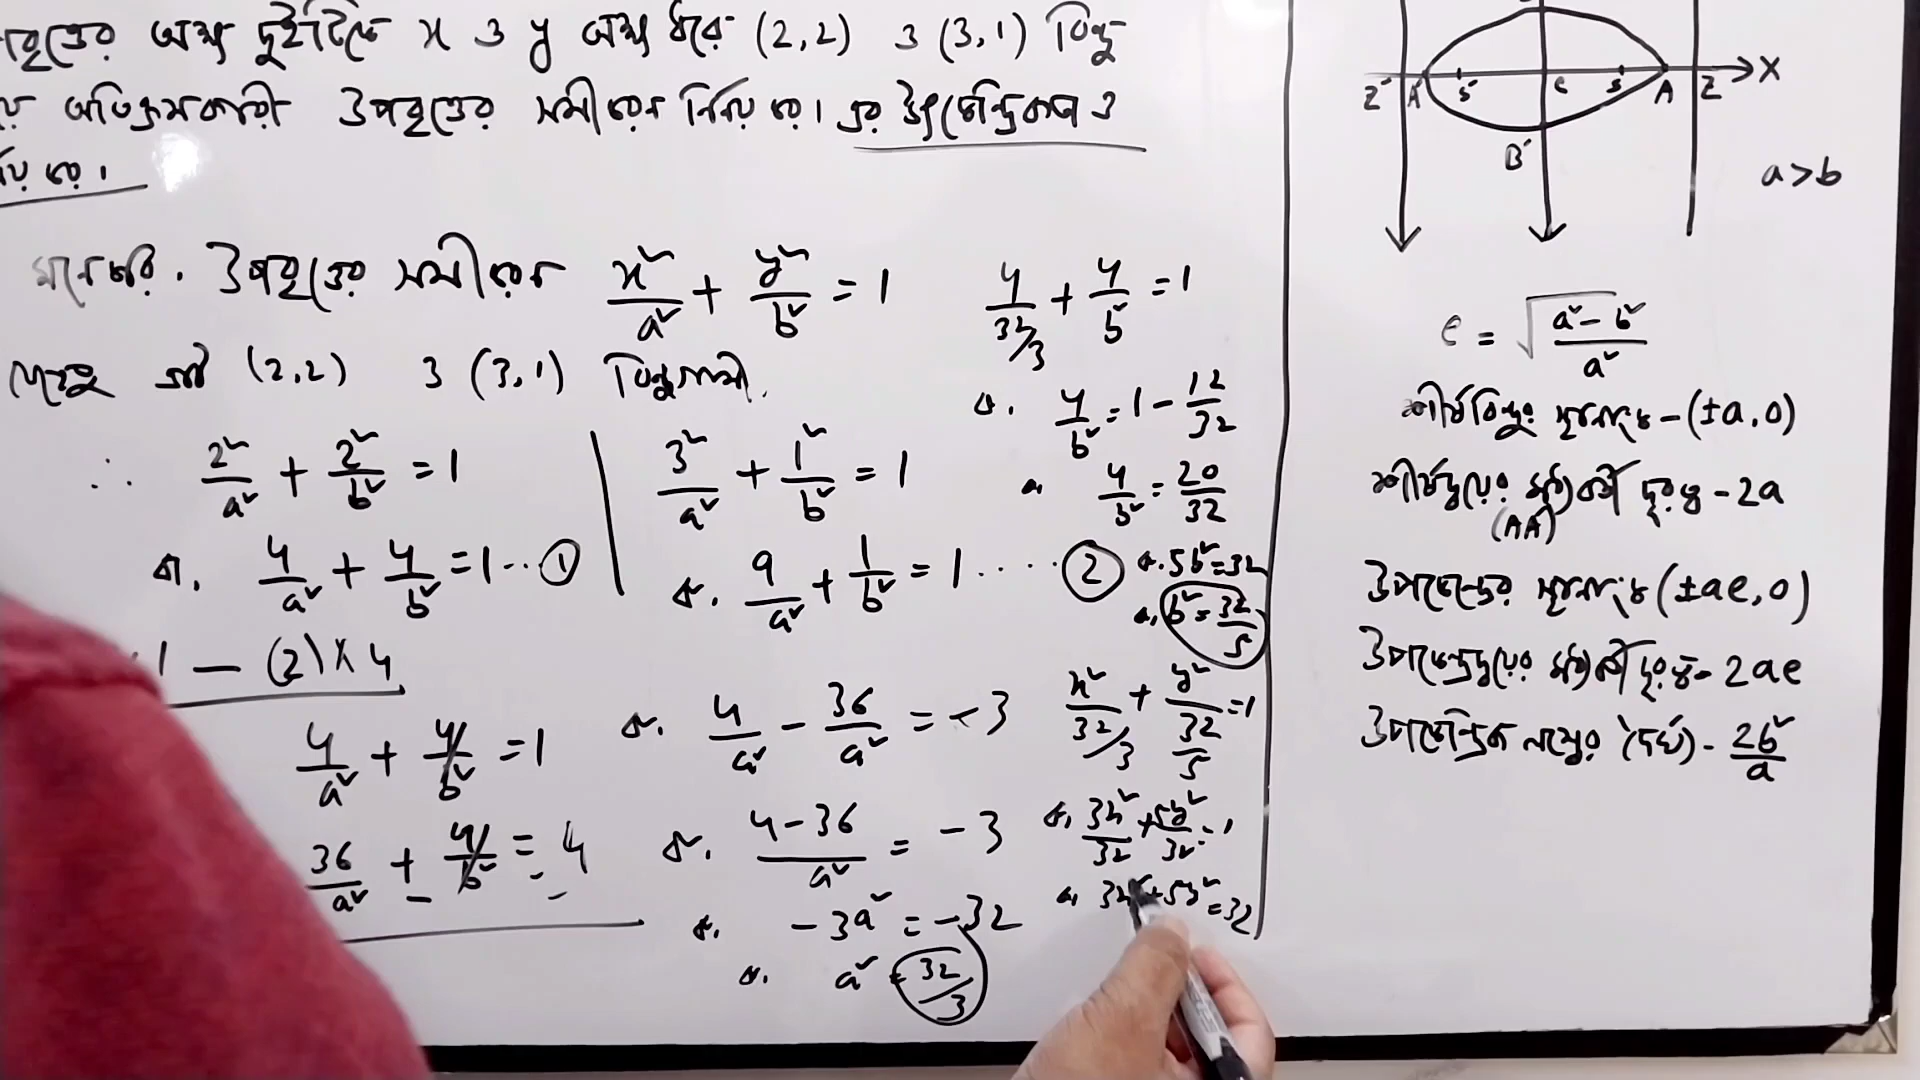 অক্ষ দুইটিকে x ও y অক্ষ ধরে (2,2) ও (3,1) বিন্দু
অতিক্রমকারী উপবৃত্তের সমীকরন নির্নয় করো। এর উৎকেন্দ্রিকতা ও
করো।
মনেকরি, উপবৃত্তের সমীকরন x²/a² + y²/b² = 1
যেহেতু (2,2) ও (3,1) বিন্দুগামী,
∴ 2²/a² + 2²/b² = 1
বা, 4/a² + 4/b² = 1 ... ①
3²/a² + 1²/b² = 1
বা, 9/a² + 1/b² = 1 .... ②
1 — (2) × 4
4/a² + 4/b² = 1
36/a² + 4/b² = 4
— — —
বা, 4/a² - 36/a² = -3
বা, (4-36)/a² = -3
বা, -3a² = -32
বা, a² = 32/3
4/(32/3) + 4/b² = 1
বা, 4/b² = 1 - 12/32
বা, 4/b² = 20/32
বা, 5b² = 32
বা, b² = 32/5
x²/(32/3) + y²/(32/5) = 1
বা, 3x²/32 + 5y²/32 = 1
বা, 3x² + 5y² = 32
Z' A' S' C S A Z X
B'
a > b
e = √((a² - b²)/a²)
শীর্ষবিন্দুর স্থানাংক - (±a, 0)
শীর্ষদ্বয়ের মধ্যবর্তী দূরত্ব - 2a
(AA')
উপকেন্দ্রের স্থানাংক (±ae, 0)
উপকেন্দ্রদ্বয়ের মধ্যবর্তী দূরত্ব - 2ae
উপকেন্দ্রিক লম্বের দৈর্ঘ্য - 2b²/a